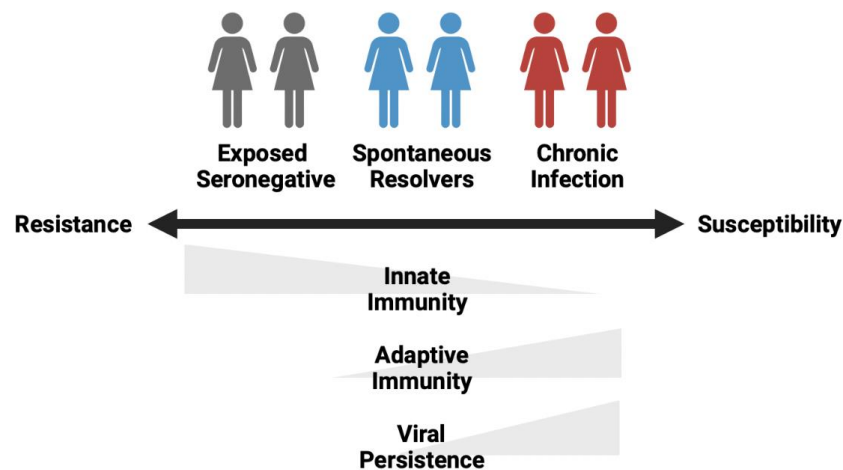 Exposed
Seronegative
Spontaneous
Resolvers
Chronic
Infection
Resistance
Susceptibility
Innate
Immunity
Adaptive
Immunity
Viral
Persistence